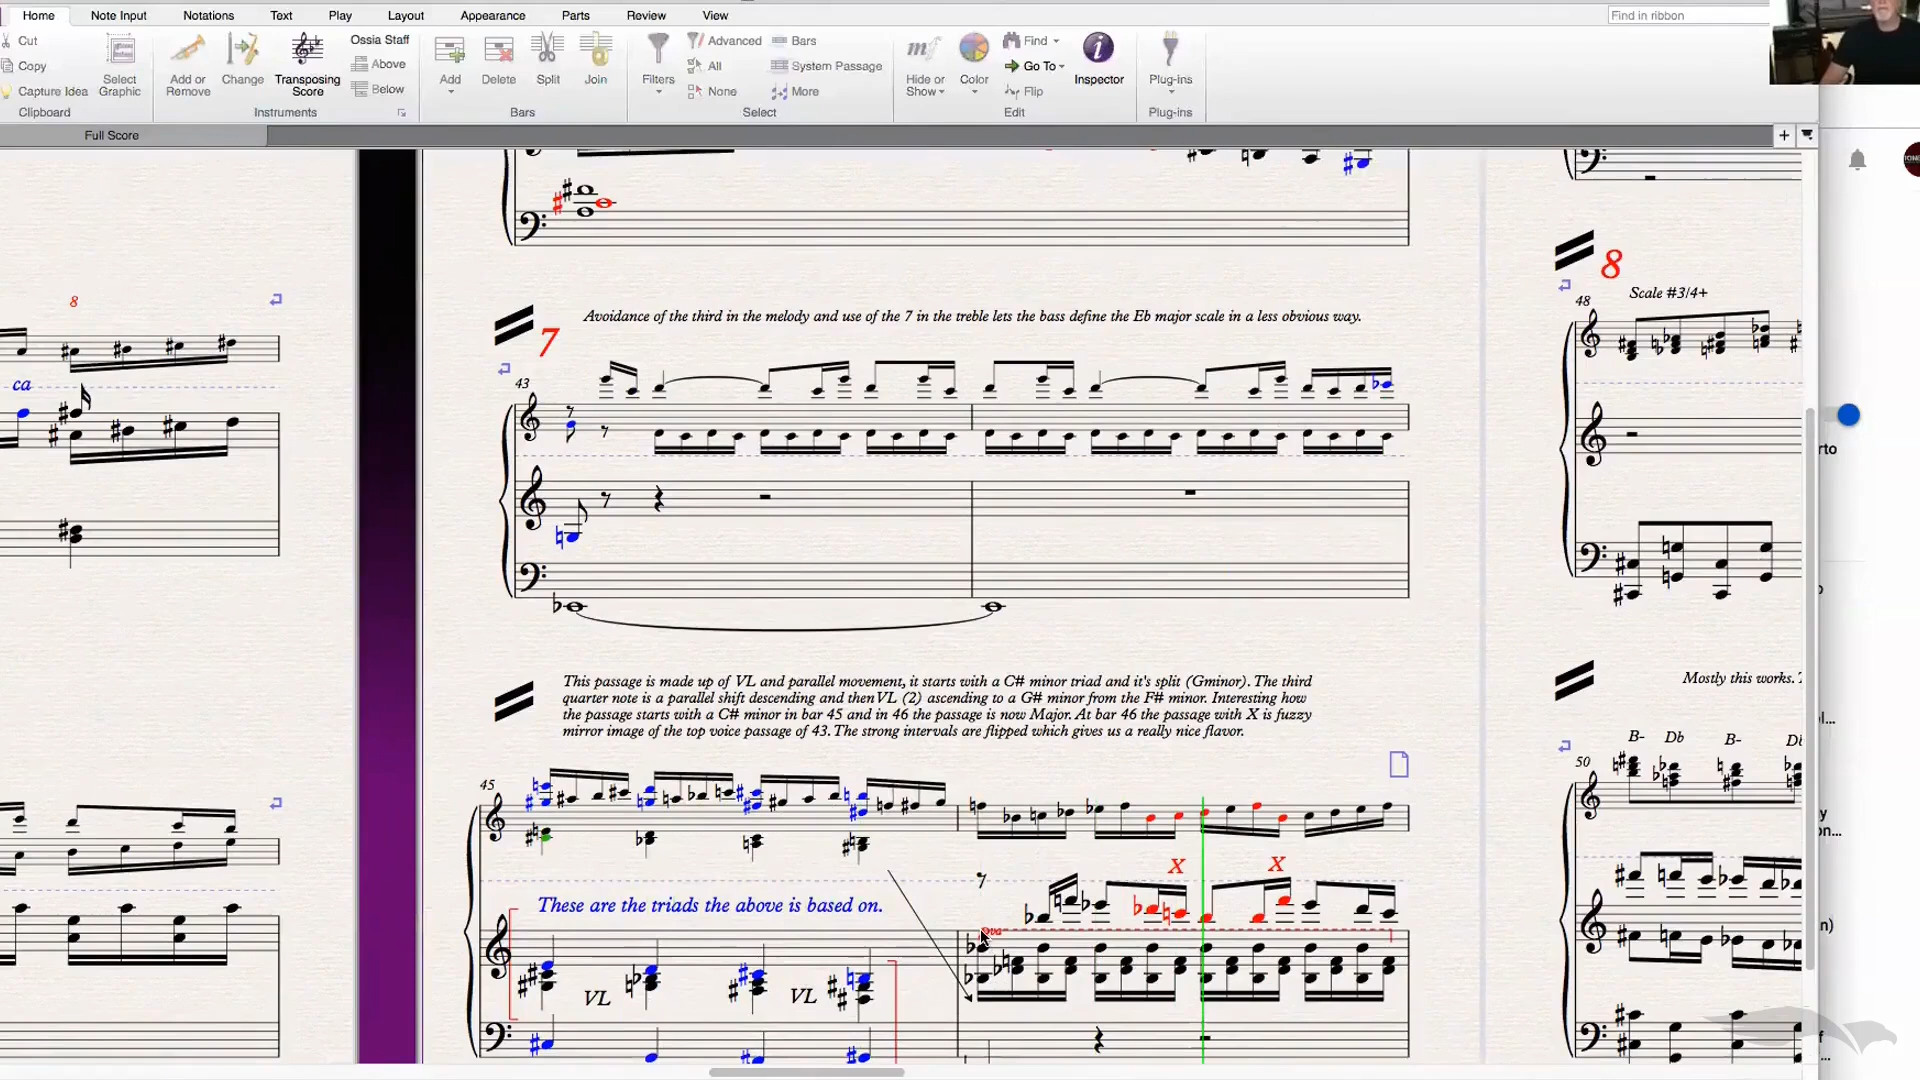 Home Note Input Notations Text Play Layout Appearance Parts Review View Find in ribbon
Cut
Copy
Capture Idea
Clipboard
Select Graphic
Add or Remove
Change
Transposing Score
Instruments
Ossia Staff
Above
Below
Add
Delete
Split
Join
Bars
Filters
Advanced
All
None
Bars
System Passage
More
Select
Hide or Show
Color
Find
Go To
Flip
Inspector
Edit
Plug-ins
Plug-ins
Full Score
8
ca
7
Avoidance of the third in the melody and use of the 7 in the treble lets the bass define the Eb major scale in a less obvious way.
43
This passage is made up of VL and parallel movement, it starts with a C# minor triad and it's split (Gminor). The third
quarter note is a parallel shift descending and thenVL (2) ascending to a G# minor from the F# minor. Interesting how
the passage starts with a C# minor in bar 45 and in 46 the passage is now Major. At bar 46 the passage with X is fuzzy
mirror image of the top voice passage of 43. The strong intervals are flipped which gives us a really nice flavor.
45
X X
These are the triads the above is based on.
VL VL
8
48
Scale #3/4+
Mostly this works.
B- Db B-
50
rto